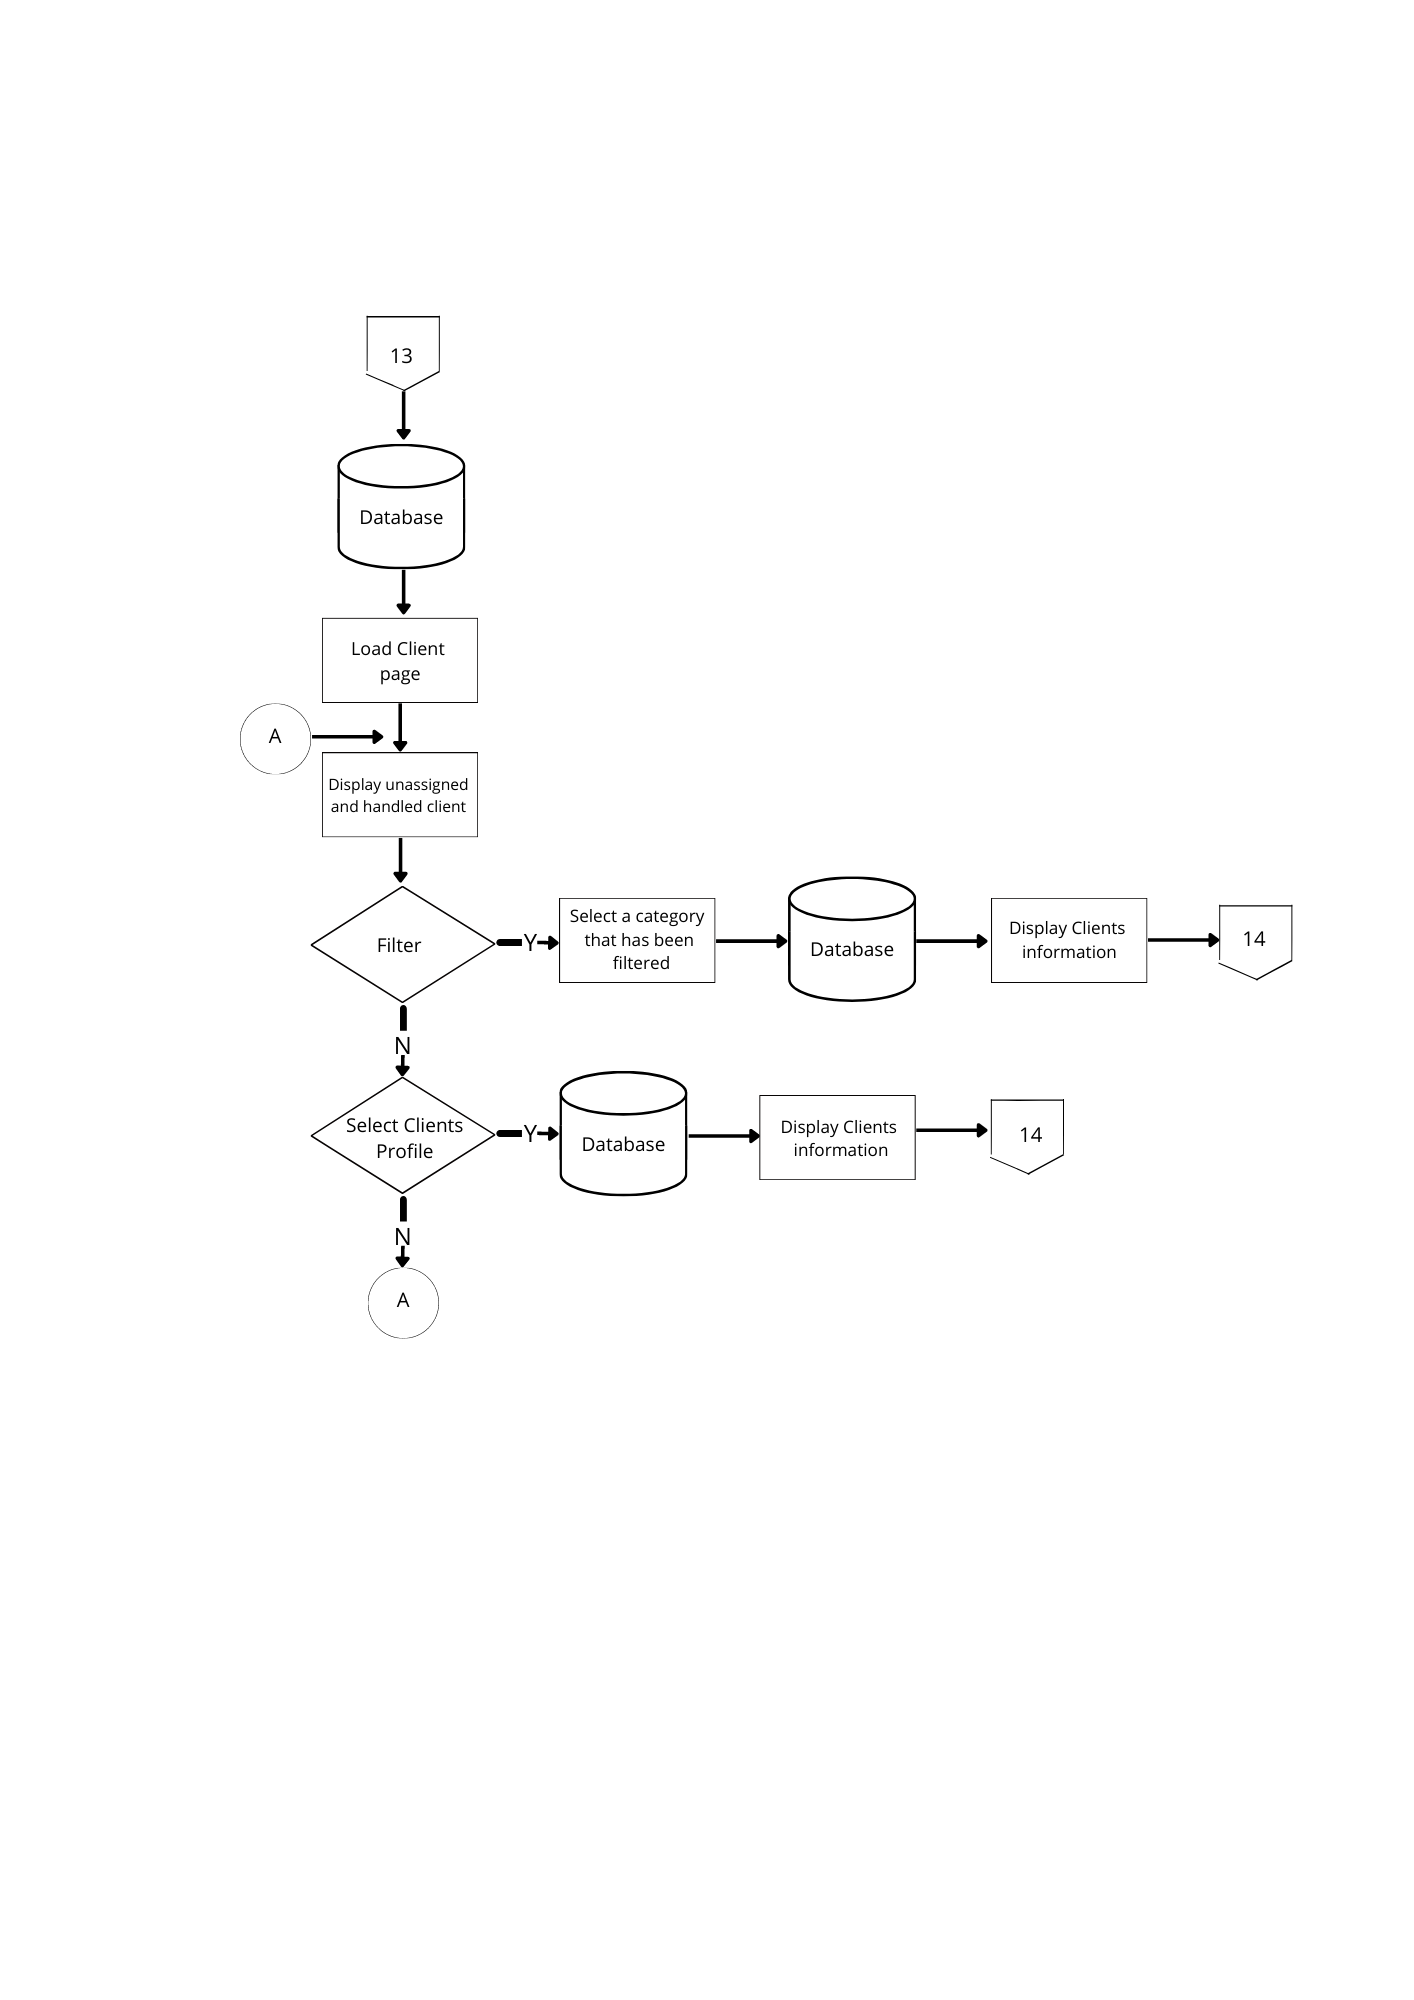 13
Database
Load Client
page
A
Display unassigned
and handled client
Filter
Y
Select a category
that has been
filtered
Database
Display Clients
information
14
N
Select Clients
Profile
Y
Database
Display Clients
information
14
N
A